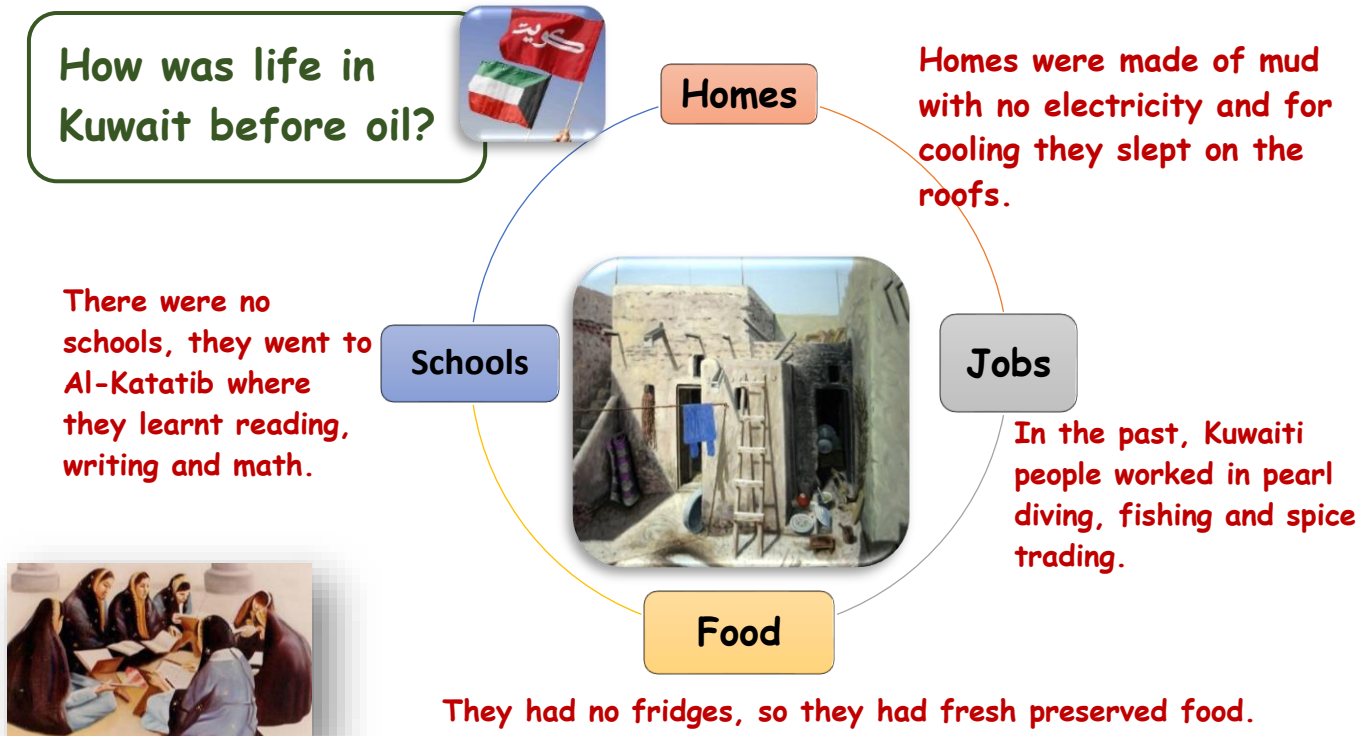 How was life in
Kuwait before oil?
كويت
Homes
Homes were made of mud
with no electricity and for
cooling they slept on the
roofs.
There were no
schools, they went to
Al-Katatib where
they learnt reading,
writing and math.
Schools
Jobs
In the past, Kuwaiti
people worked in pearl
diving, fishing and spice
trading.
Food
They had no fridges, so they had fresh preserved food.